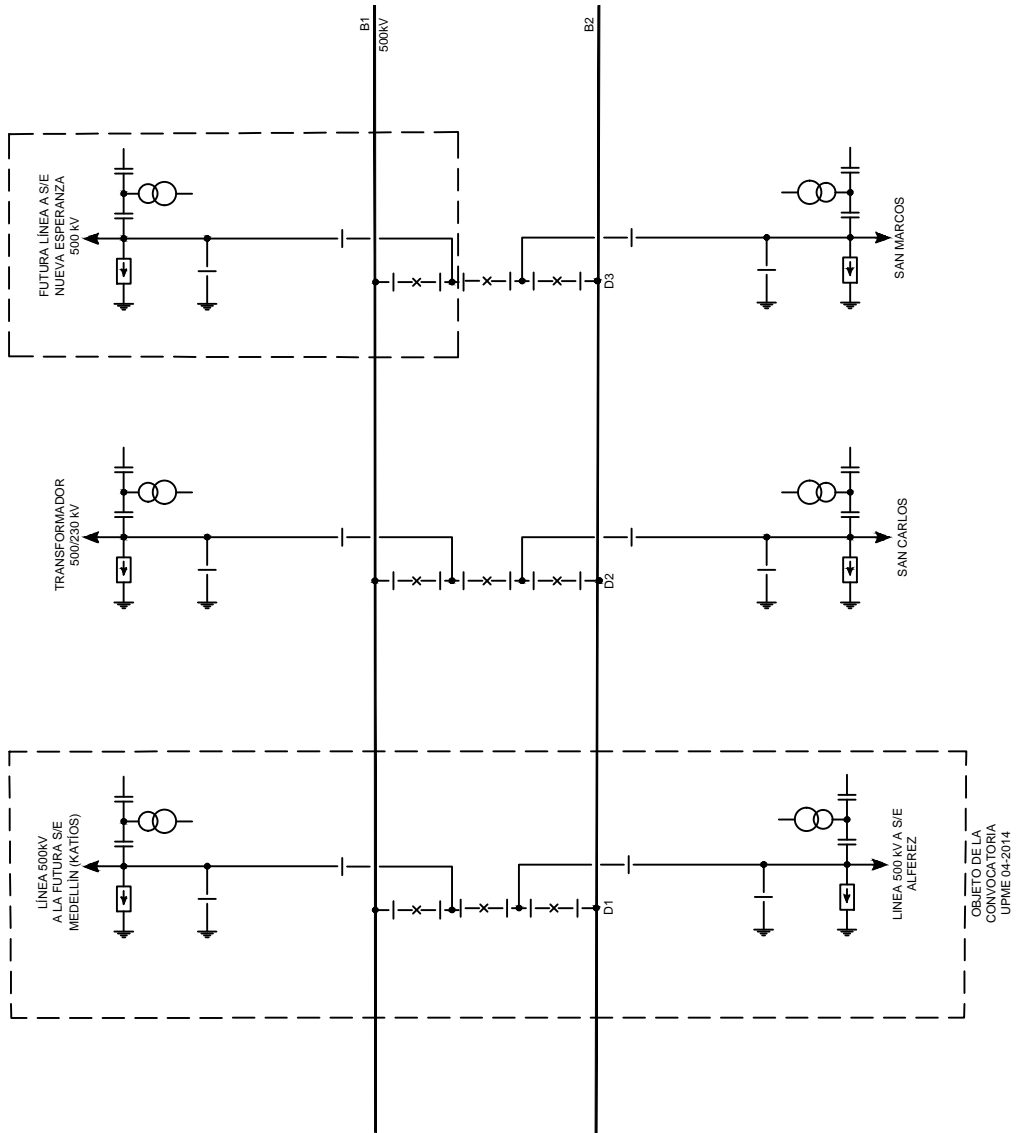 B1
500kV
B2
FUTURA LÍNEA A S/E
NUEVA ESPERANZA
500 kV
D3
SAN MARCOS
TRANSFORMADOR
500/230 kV
D2
SAN CARLOS
LÍNEA 500kV
A LA FUTURA S/E
MEDELLÍN (KATÍOS)
D1
LINEA 500 kV A S/E
ALFEREZ
OBJETO DE LA
CONVOCATORIA
UPME 04-2014